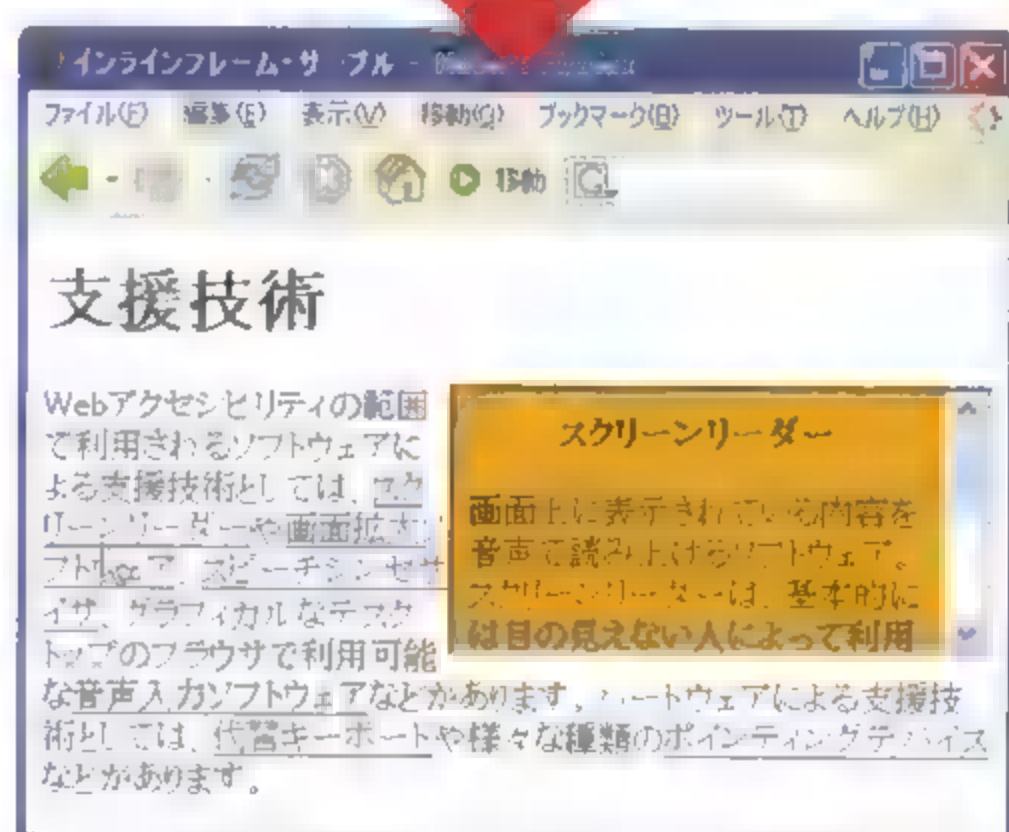 インラインフレーム・サンプル -
ファイル(F) 編集(E) 表示(V) 移動(G) ブックマーク(B) ツール(T) ヘルプ(H)
移動
支援技術
Webアクセシビリティの範囲
で利用されるソフトウェアに
よる支援技術としては、スク
リーンリーダーや画面拡大ソ
フトウェア、スピーチシンセサ
イザ、グラフィカルなデスク
トップのブラウザで利用可能
な音声入力ソフトウェアなどがあります。ハードウェアによる支援技
術としては、代替キーボードや様々な種類のポインティングデバイス
などがあります。
スクリーンリーダー
画面上に表示されている内容を
音声で読み上げるソフトウェア。
スクリーンリーダーは、基本的に
は目の見えない人によって利用